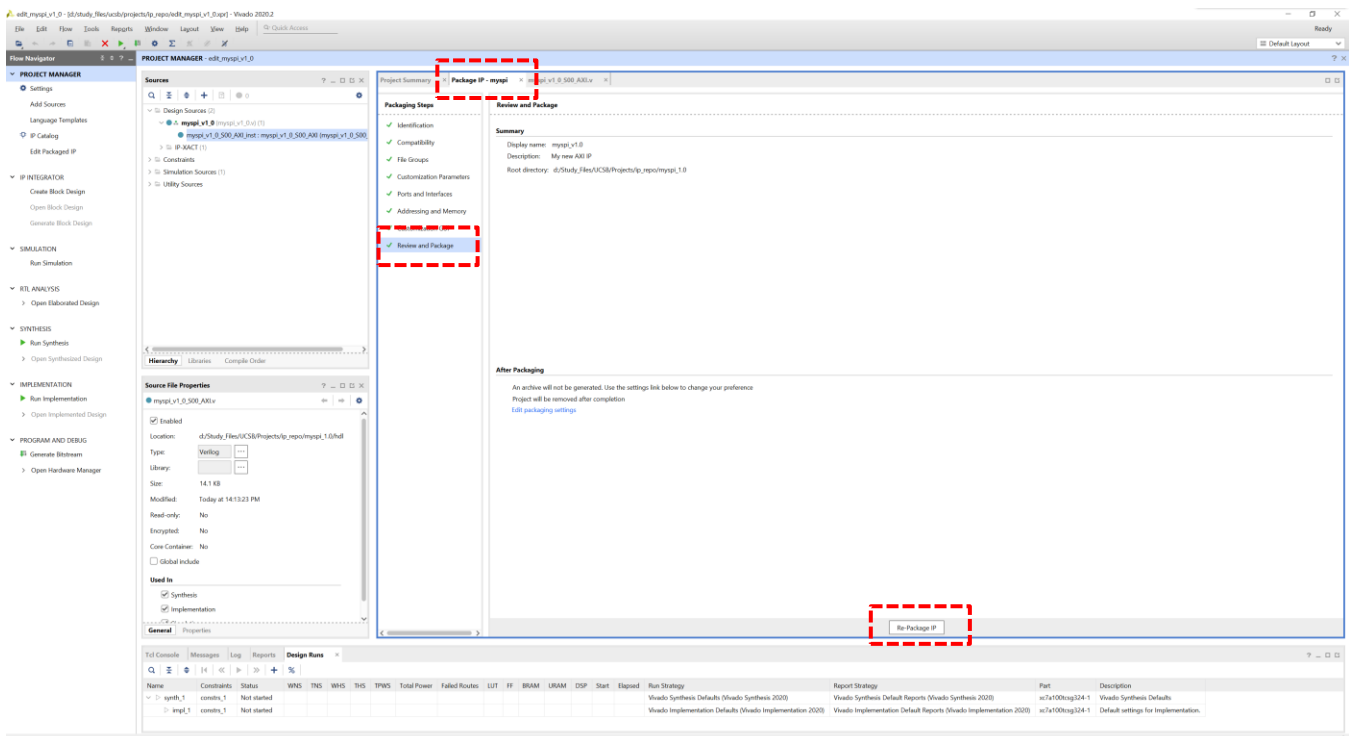 edit_myspi_v1_0 - [d:/study_files/ucsb/projects/ip_repo/edit_myspi_v1_0.xpr] - Vivado 2020.2
File Edit Flow Tools Reports Window Layout View Help Quick Access
Ready
Default Layout
Flow Navigator
PROJECT MANAGER
Settings
Add Sources
Language Templates
IP Catalog
Edit Packaged IP
IP INTEGRATOR
Create Block Design
Open Block Design
Generate Block Design
SIMULATION
Run Simulation
RTL ANALYSIS
Open Elaborated Design
SYNTHESIS
Run Synthesis
Open Synthesized Design
IMPLEMENTATION
Run Implementation
Open Implemented Design
PROGRAM AND DEBUG
Generate Bitstream
Open Hardware Manager
PROJECT MANAGER - edit_myspi_v1_0
Sources
0
Design Sources (2)
myspi_v1_0 (myspi_v1_0.v) (1)
myspi_v1_0_S00_AXI_inst : myspi_v1_0_S00_AXI (myspi_v1_0_S00_
IP-XACT (1)
Constraints
Simulation Sources (1)
Utility Sources
Hierarchy Libraries Compile Order
Source File Properties
myspi_v1_0_S00_AXI.v
Enabled
Location: d:/Study_Files/UCSB/Projects/ip_repo/myspi_1.0/hdl
Type: Verilog
Library:
Size: 14.1 KB
Modified: Today at 14:13:23 PM
Read-only: No
Encrypted: No
Core Container: No
Global include
Used In
Synthesis
Implementation
General Properties
Project Summary Package IP - myspi myspi_v1_0_S00_AXI.v
Packaging Steps
Identification
Compatibility
File Groups
Customization Parameters
Ports and Interfaces
Addressing and Memory
Review and Package
Review and Package
Summary
Display name: myspi_v1.0
Description: My new AXI IP
Root directory: d:/Study_Files/UCSB/Projects/ip_repo/myspi_1.0
After Packaging
An archive will not be generated. Use the settings link below to change your preference
Project will be removed after completion
Edit packaging settings
Re-Package IP
Tcl Console Messages Log Reports Design Runs
Name Constraints Status WNS TNS WHS THS TPWS Total Power Failed Routes LUT FF BRAM URAM DSP Start Elapsed Run Strategy Report Strategy Part Description
synth_1 constrs_1 Not started Vivado Synthesis Defaults (Vivado Synthesis 2020) Vivado Synthesis Default Reports (Vivado Synthesis 2020) xc7a100tcsg324-1 Vivado Synthesis Defaults
impl_1 constrs_1 Not started Vivado Implementation Defaults (Vivado Implementation 2020) Vivado Implementation Default Reports (Vivado Implementation 2020) xc7a100tcsg324-1 Default settings for Implementation.